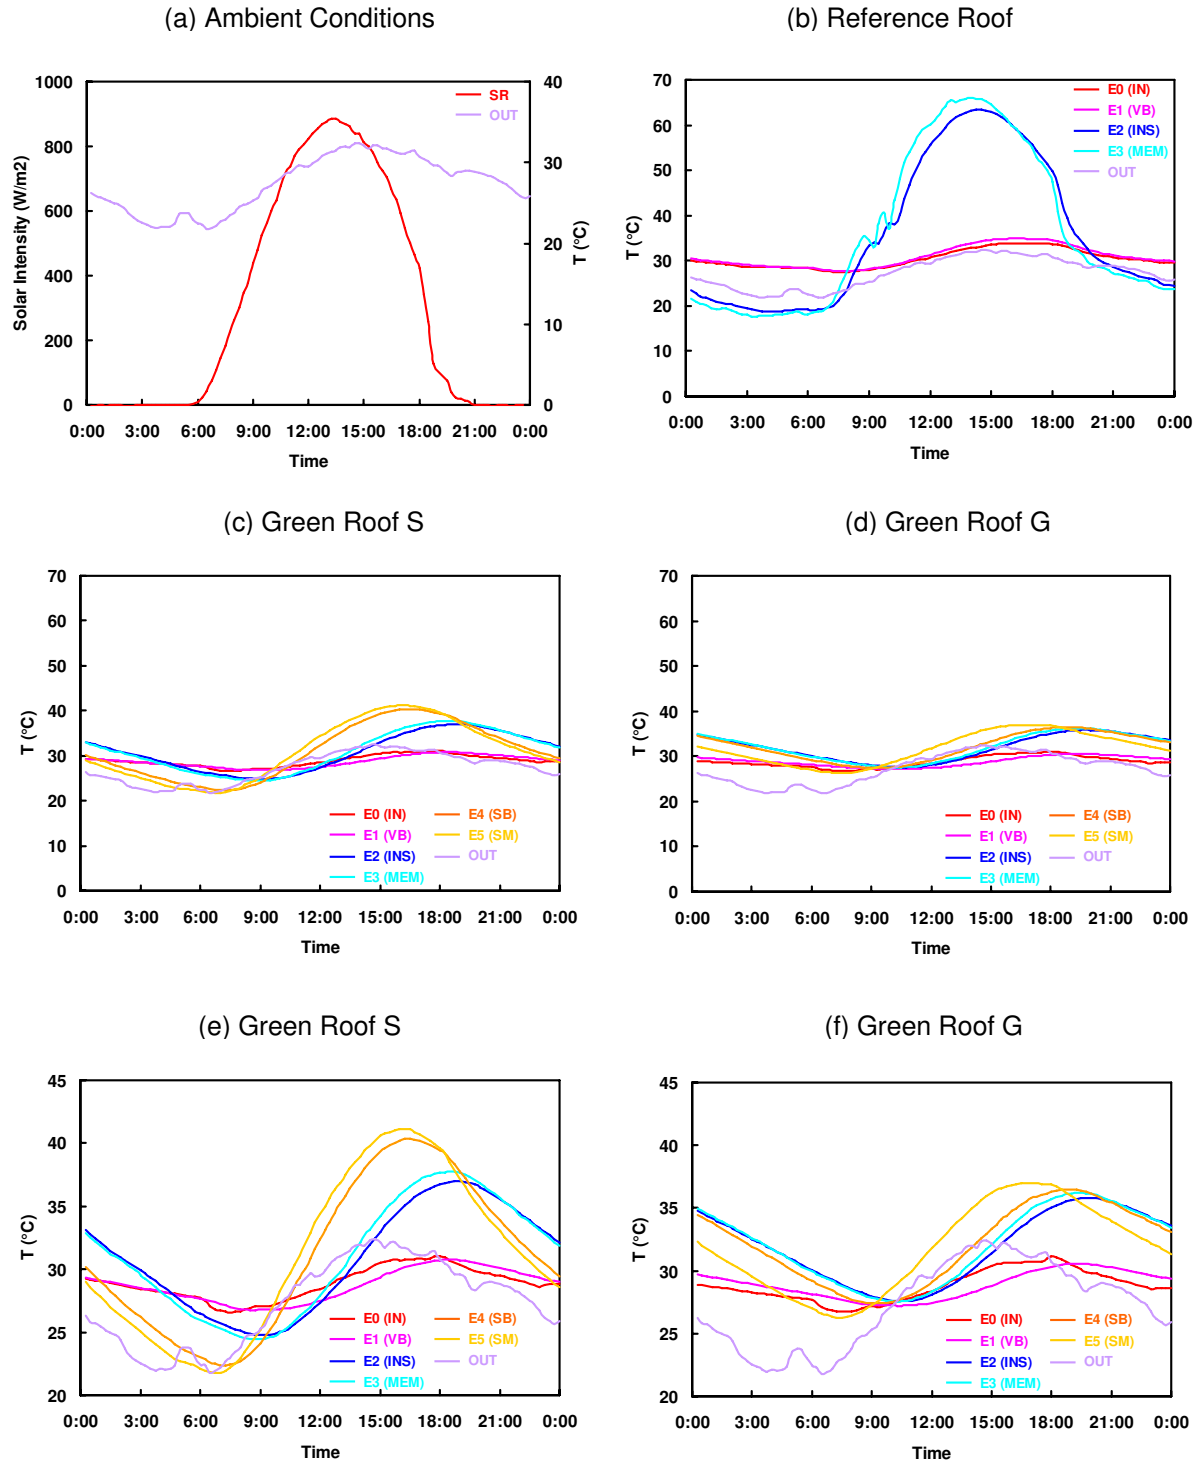 (a) Ambient Conditions
(b) Reference Roof
1000
800
600
400
200
0
Solar Intensity (W/m2)
40
30
20
10
0
T (°C)
SR
OUT
0:00 3:00 6:00 9:00 12:00 15:00 18:00 21:00 0:00
Time
70
60
50
40
30
20
10
0
T (°C)
E0 (IN)
E1 (VB)
E2 (INS)
E3 (MEM)
OUT
0:00 3:00 6:00 9:00 12:00 15:00 18:00 21:00 0:00
Time
(c) Green Roof S
(d) Green Roof G
70
60
50
40
30
20
10
0
T (°C)
E0 (IN)
E1 (VB)
E2 (INS)
E3 (MEM)
E4 (SB)
E5 (SM)
OUT
0:00 3:00 6:00 9:00 12:00 15:00 18:00 21:00 0:00
Time
70
60
50
40
30
20
10
0
T (°C)
E0 (IN)
E1 (VB)
E2 (INS)
E3 (MEM)
E4 (SB)
E5 (SM)
OUT
0:00 3:00 6:00 9:00 12:00 15:00 18:00 21:00 0:00
Time
(e) Green Roof S
(f) Green Roof G
45
40
35
30
25
20
T (°C)
E0 (IN)
E1 (VB)
E2 (INS)
E3 (MEM)
E4 (SB)
E5 (SM)
OUT
0:00 3:00 6:00 9:00 12:00 15:00 18:00 21:00 0:00
Time
45
40
35
30
25
20
T (°C)
E0 (IN)
E1 (VB)
E2 (INS)
E3 (MEM)
E4 (SB)
E5 (SM)
OUT
0:00 3:00 6:00 9:00 12:00 15:00 18:00 21:00 0:00
Time